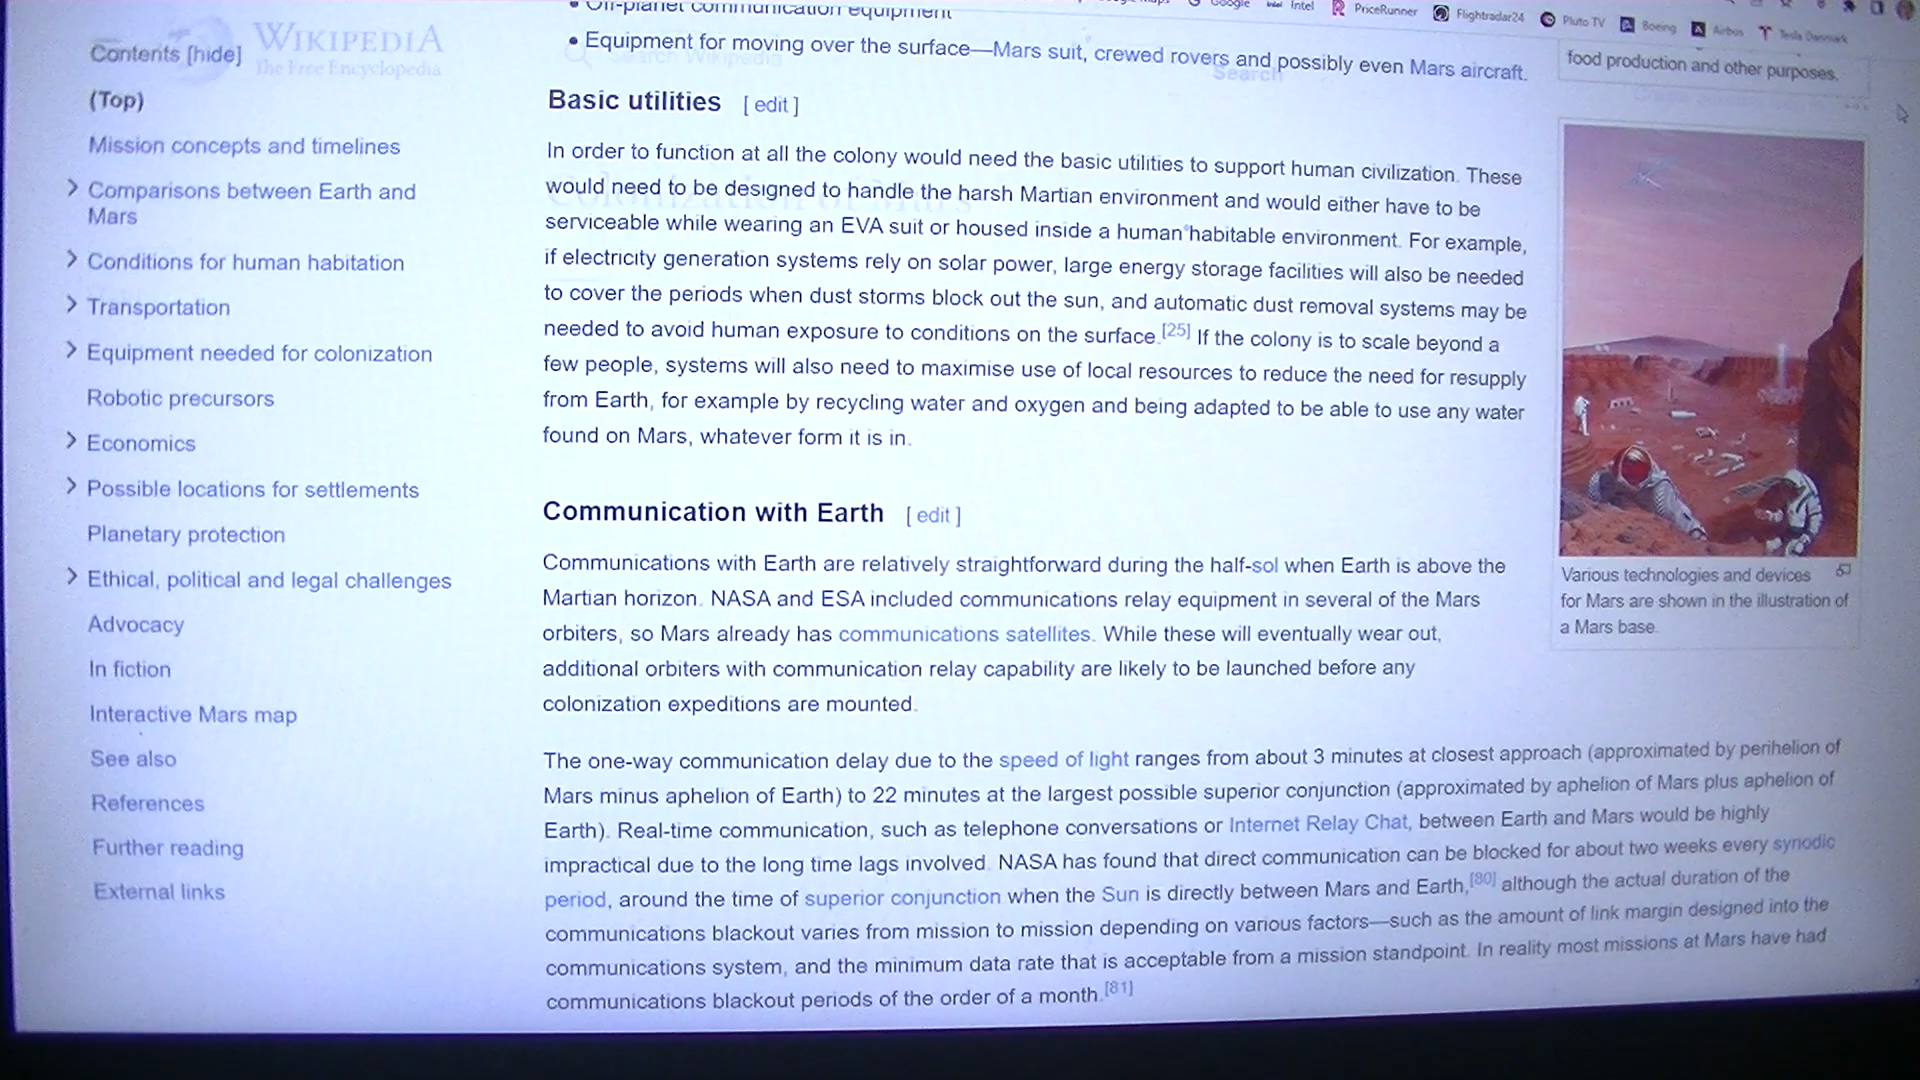 Google
Intel
PriceRunner
Flightradar24
Pluto TV
Boeing
Airbus
Tesla Danmark
WIKIPEDIA
The Free Encyclopedia
Search Wikipedia
Search
Contents [hide]
(Top)
Mission concepts and timelines
Comparisons between Earth and
Mars
Conditions for human habitation
Transportation
Equipment needed for colonization
Robotic precursors
Economics
Possible locations for settlements
Planetary protection
Ethical, political and legal challenges
Advocacy
In fiction
Interactive Mars map
See also
References
Further reading
External links
• Off-planet communication equipment
• Equipment for moving over the surface—Mars suit, crewed rovers and possibly even Mars aircraft.
Basic utilities [ edit ]
In order to function at all the colony would need the basic utilities to support human civilization. These
would need to be designed to handle the harsh Martian environment and would either have to be
serviceable while wearing an EVA suit or housed inside a human habitable environment. For example,
if electricity generation systems rely on solar power, large energy storage facilities will also be needed
to cover the periods when dust storms block out the sun, and automatic dust removal systems may be
needed to avoid human exposure to conditions on the surface.[25] If the colony is to scale beyond a
few people, systems will also need to maximise use of local resources to reduce the need for resupply
from Earth, for example by recycling water and oxygen and being adapted to be able to use any water
found on Mars, whatever form it is in.
Communication with Earth [ edit ]
Communications with Earth are relatively straightforward during the half-sol when Earth is above the
Martian horizon. NASA and ESA included communications relay equipment in several of the Mars
orbiters, so Mars already has communications satellites. While these will eventually wear out,
additional orbiters with communication relay capability are likely to be launched before any
colonization expeditions are mounted.
The one-way communication delay due to the speed of light ranges from about 3 minutes at closest approach (approximated by perihelion of
Mars minus aphelion of Earth) to 22 minutes at the largest possible superior conjunction (approximated by aphelion of Mars plus aphelion of
Earth). Real-time communication, such as telephone conversations or Internet Relay Chat, between Earth and Mars would be highly
impractical due to the long time lags involved. NASA has found that direct communication can be blocked for about two weeks every synodic
period, around the time of superior conjunction when the Sun is directly between Mars and Earth,[80] although the actual duration of the
communications blackout varies from mission to mission depending on various factors—such as the amount of link margin designed into the
communications system, and the minimum data rate that is acceptable from a mission standpoint. In reality most missions at Mars have had
communications blackout periods of the order of a month.[81]
food production and other purposes.
Various technologies and devices
for Mars are shown in the illustration of
a Mars base.